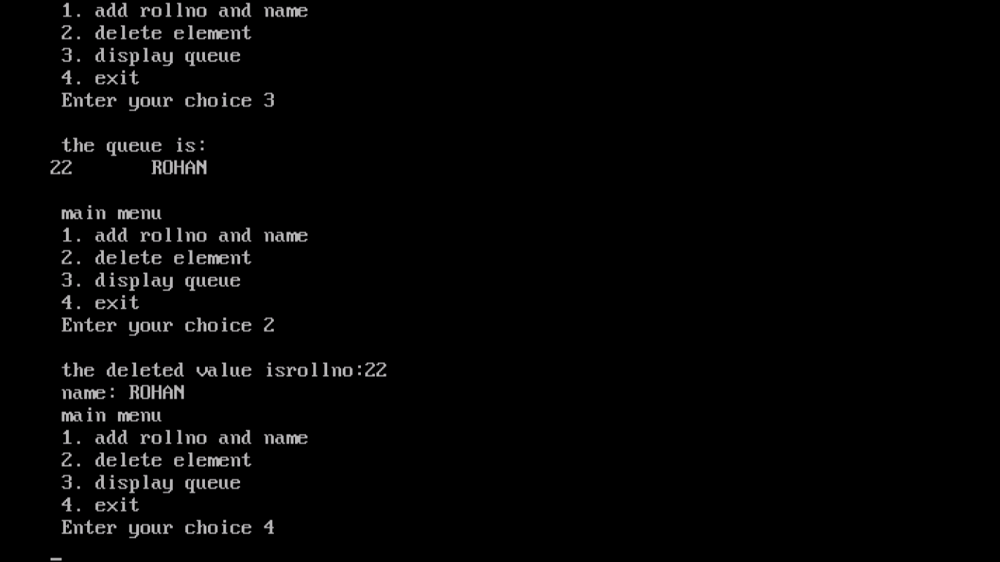 1. add rollno and name
2. delete element
3. display queue
4. exit
Enter your choice 3
the queue is:
22 ROHAN
main menu
1. add rollno and name
2. delete element
3. display queue
4. exit
Enter your choice 2
the deleted value isrollno:22
name: ROHAN
main menu
1. add rollno and name
2. delete element
3. display queue
4. exit
Enter your choice 4